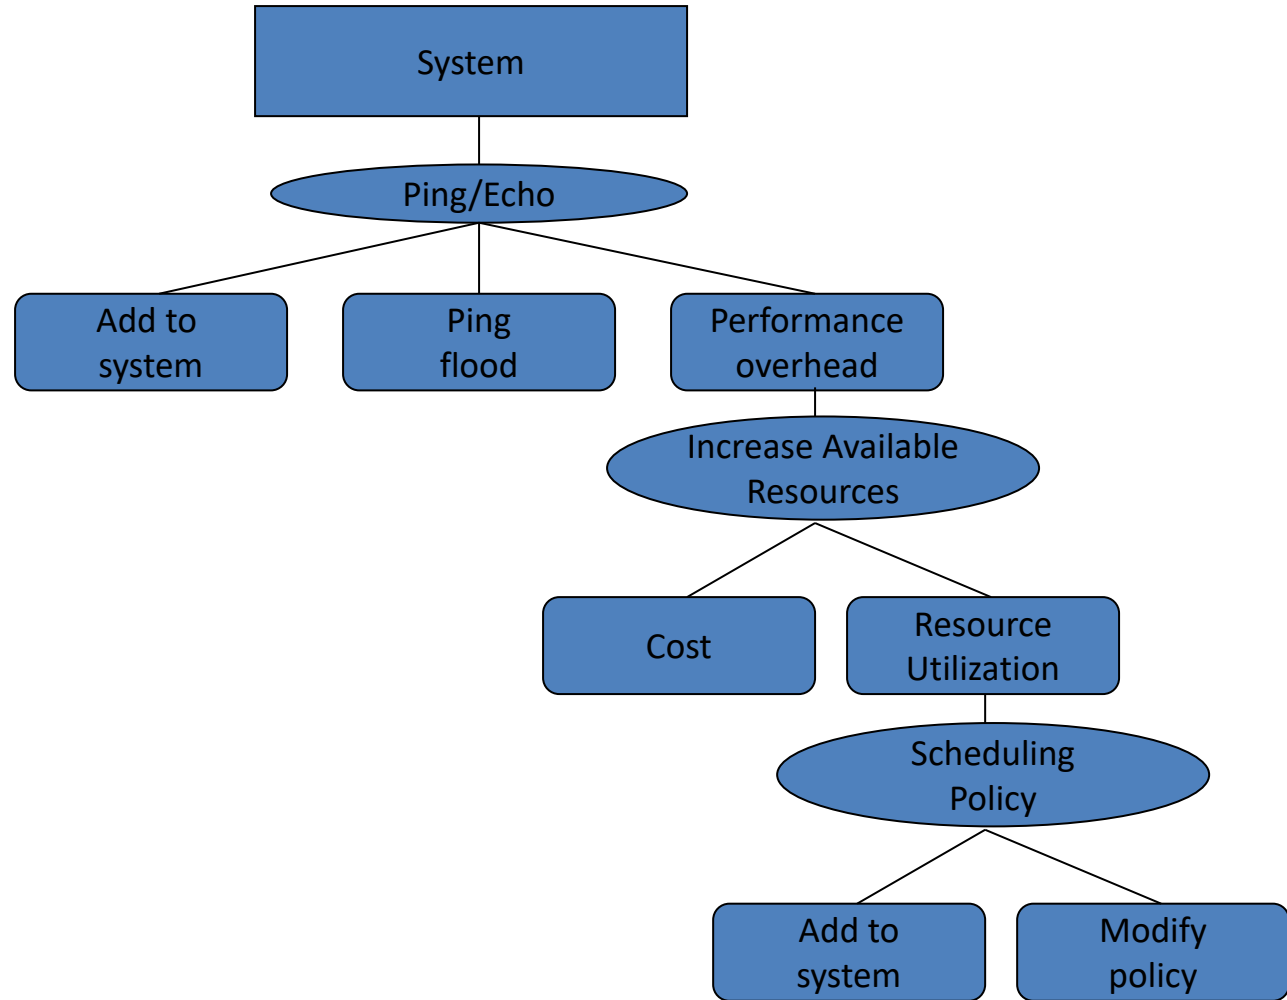 System
Ping/Echo
Add to
system
Ping
flood
Performance
overhead
Increase Available
Resources
Cost
Resource
Utilization
Scheduling
Policy
Add to
system
Modify
policy